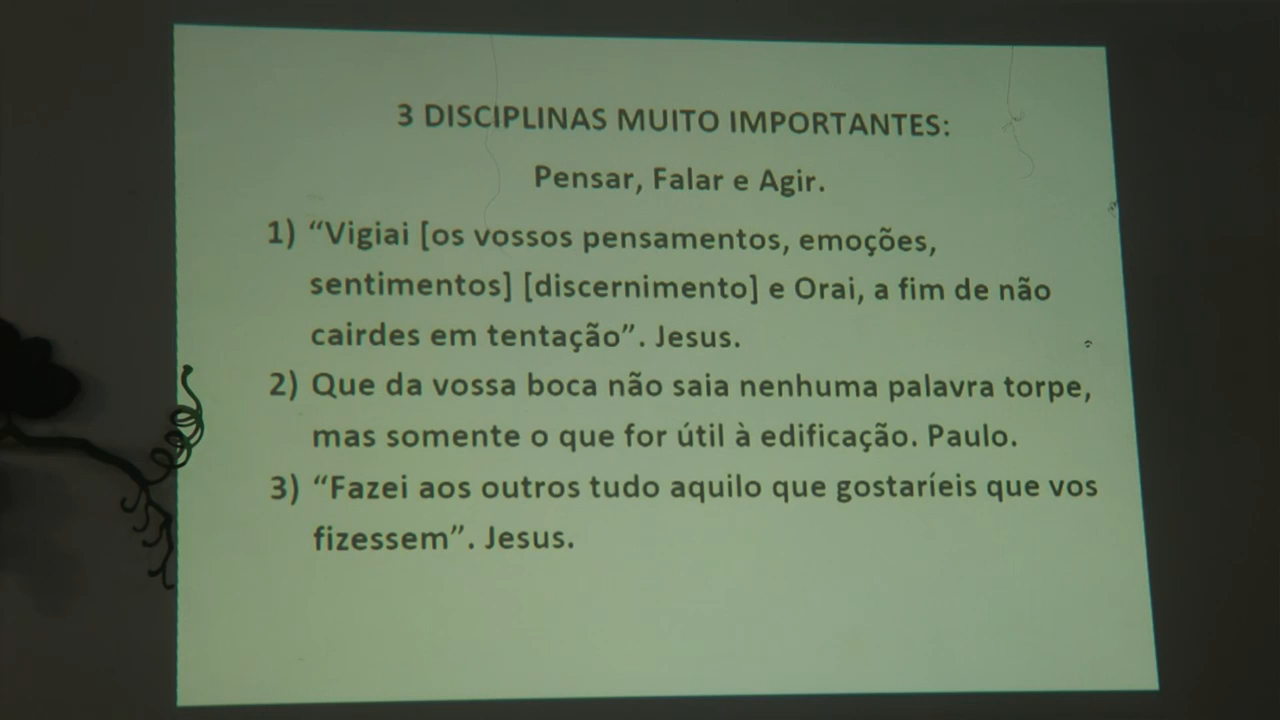 3 DISCIPLINAS MUITO IMPORTANTES:
Pensar, Falar e Agir.
1) “Vigiai [os vossos pensamentos, emoções,
sentimentos] [discernimento] e Orai, a fim de não
cairdes em tentação”. Jesus.
2) Que da vossa boca não saia nenhuma palavra torpe,
mas somente o que for útil à edificação. Paulo.
3) “Fazei aos outros tudo aquilo que gostaríeis que vos
fizessem”. Jesus.